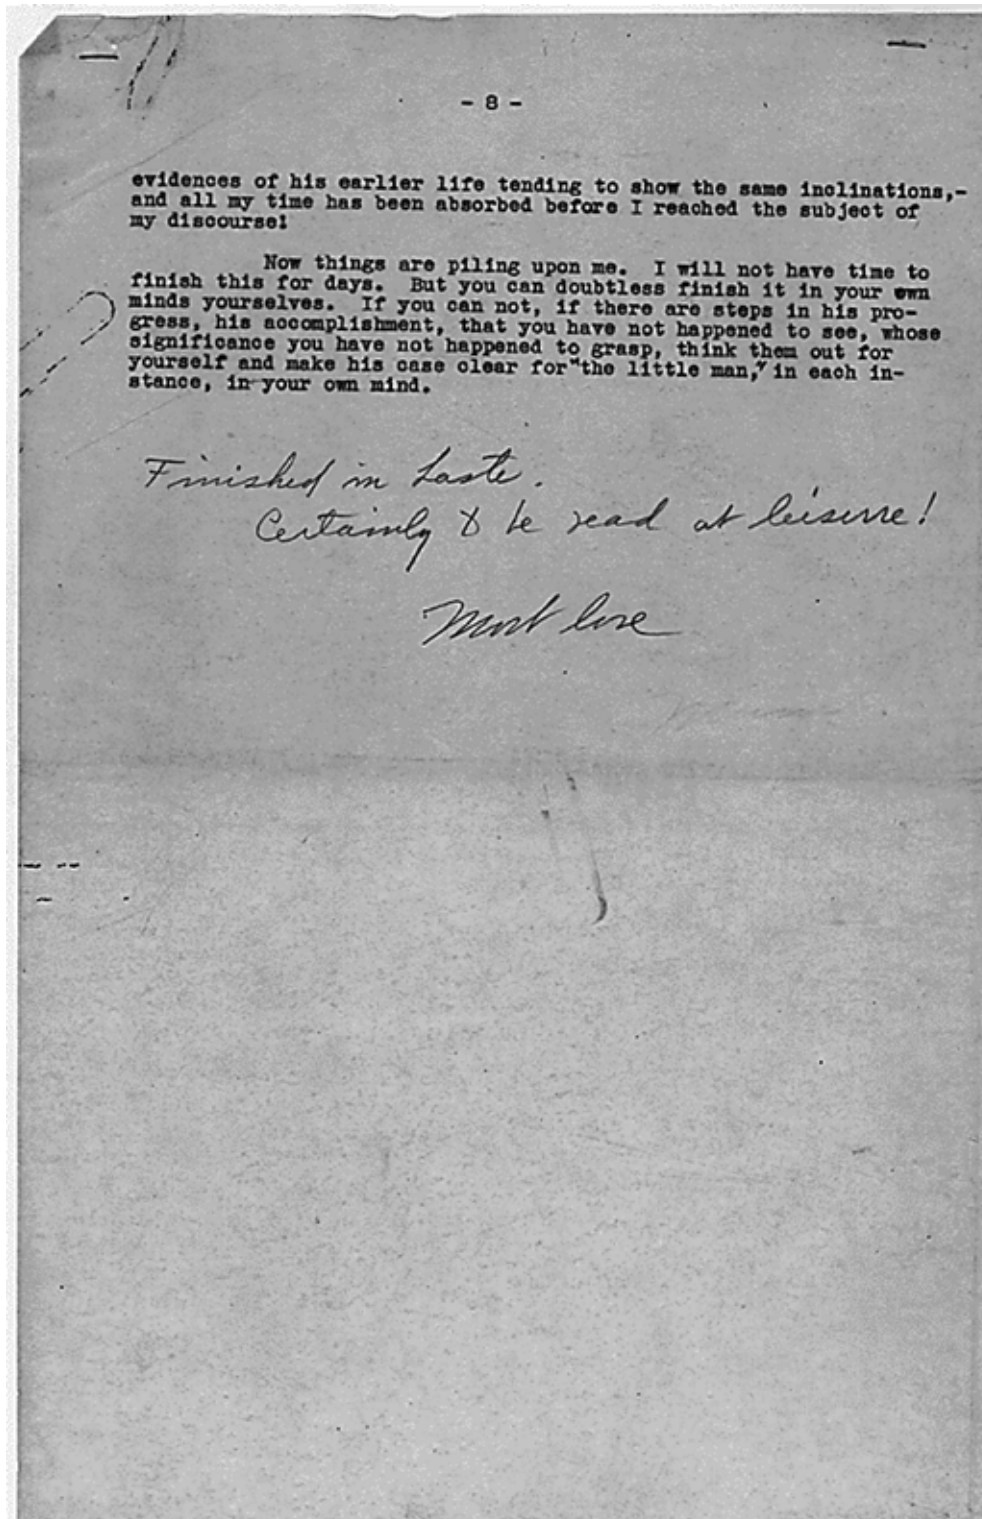 - 8 -
evidences of his earlier life tending to show the same inclinations,-
and all my time has been absorbed before I reached the subject of
my discourse!
Now things are piling upon me. I will not have time to
finish this for days. But you can doubtless finish it in your own
minds yourselves. If you can not, if there are steps in his pro-
gress, his accomplishment, that you have not happened to see, whose
significance you have not happened to grasp, think them out for
yourself and make his case clear for "the little man," in each in-
stance, in your own mind.
Finished in haste.
Certainly to be read at leisure!
Most love